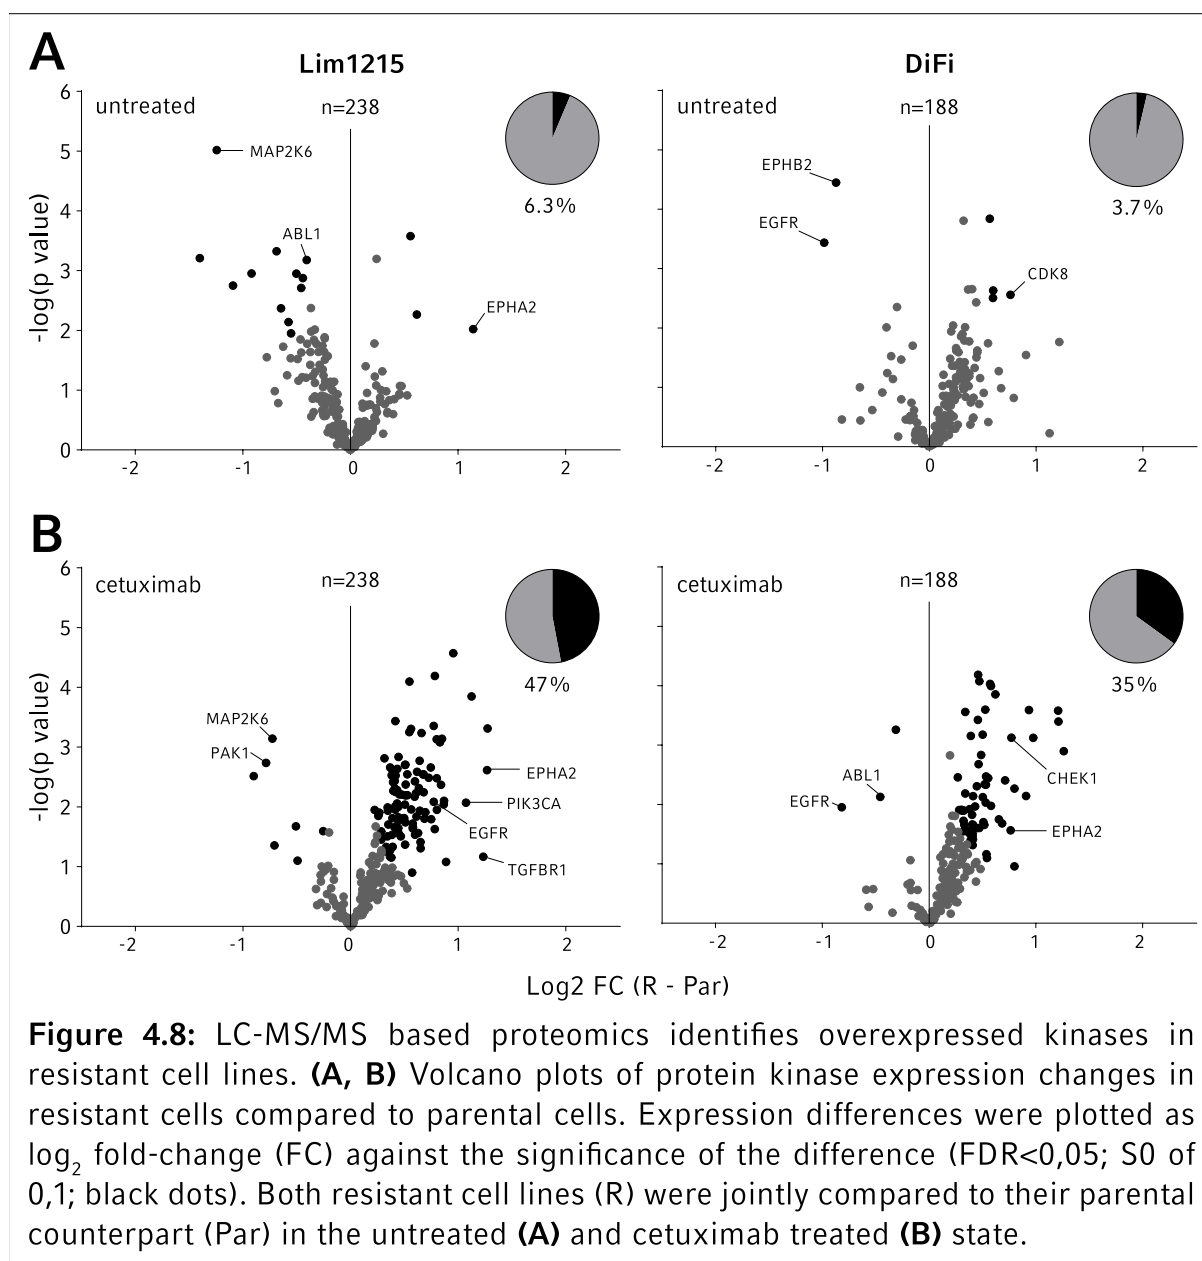 A
Lim1215
DiFi
untreated
n=238
6.3%
MAP2K6
ABL1
EPHA2
-log(p value)
6
5
4
3
2
1
0
-2
-1
0
1
2
untreated
n=188
3.7%
EPHB2
EGFR
CDK8
-2
-1
0
1
2
B
cetuximab
n=238
47%
MAP2K6
PAK1
EPHA2
PIK3CA
EGFR
TGFBR1
-log(p value)
6
5
4
3
2
1
0
-2
-1
0
1
2
cetuximab
n=188
35%
ABL1
EGFR
CHEK1
EPHA2
-2
-1
0
1
2
Log2 FC (R - Par)
Figure 4.8: LC-MS/MS based proteomics identifies overexpressed kinases in
resistant cell lines. (A, B) Volcano plots of protein kinase expression changes in
resistant cells compared to parental cells. Expression differences were plotted as
log2 fold-change (FC) against the significance of the difference (FDR<0,05; S0 of
0,1; black dots). Both resistant cell lines (R) were jointly compared to their parental
counterpart (Par) in the untreated (A) and cetuximab treated (B) state.